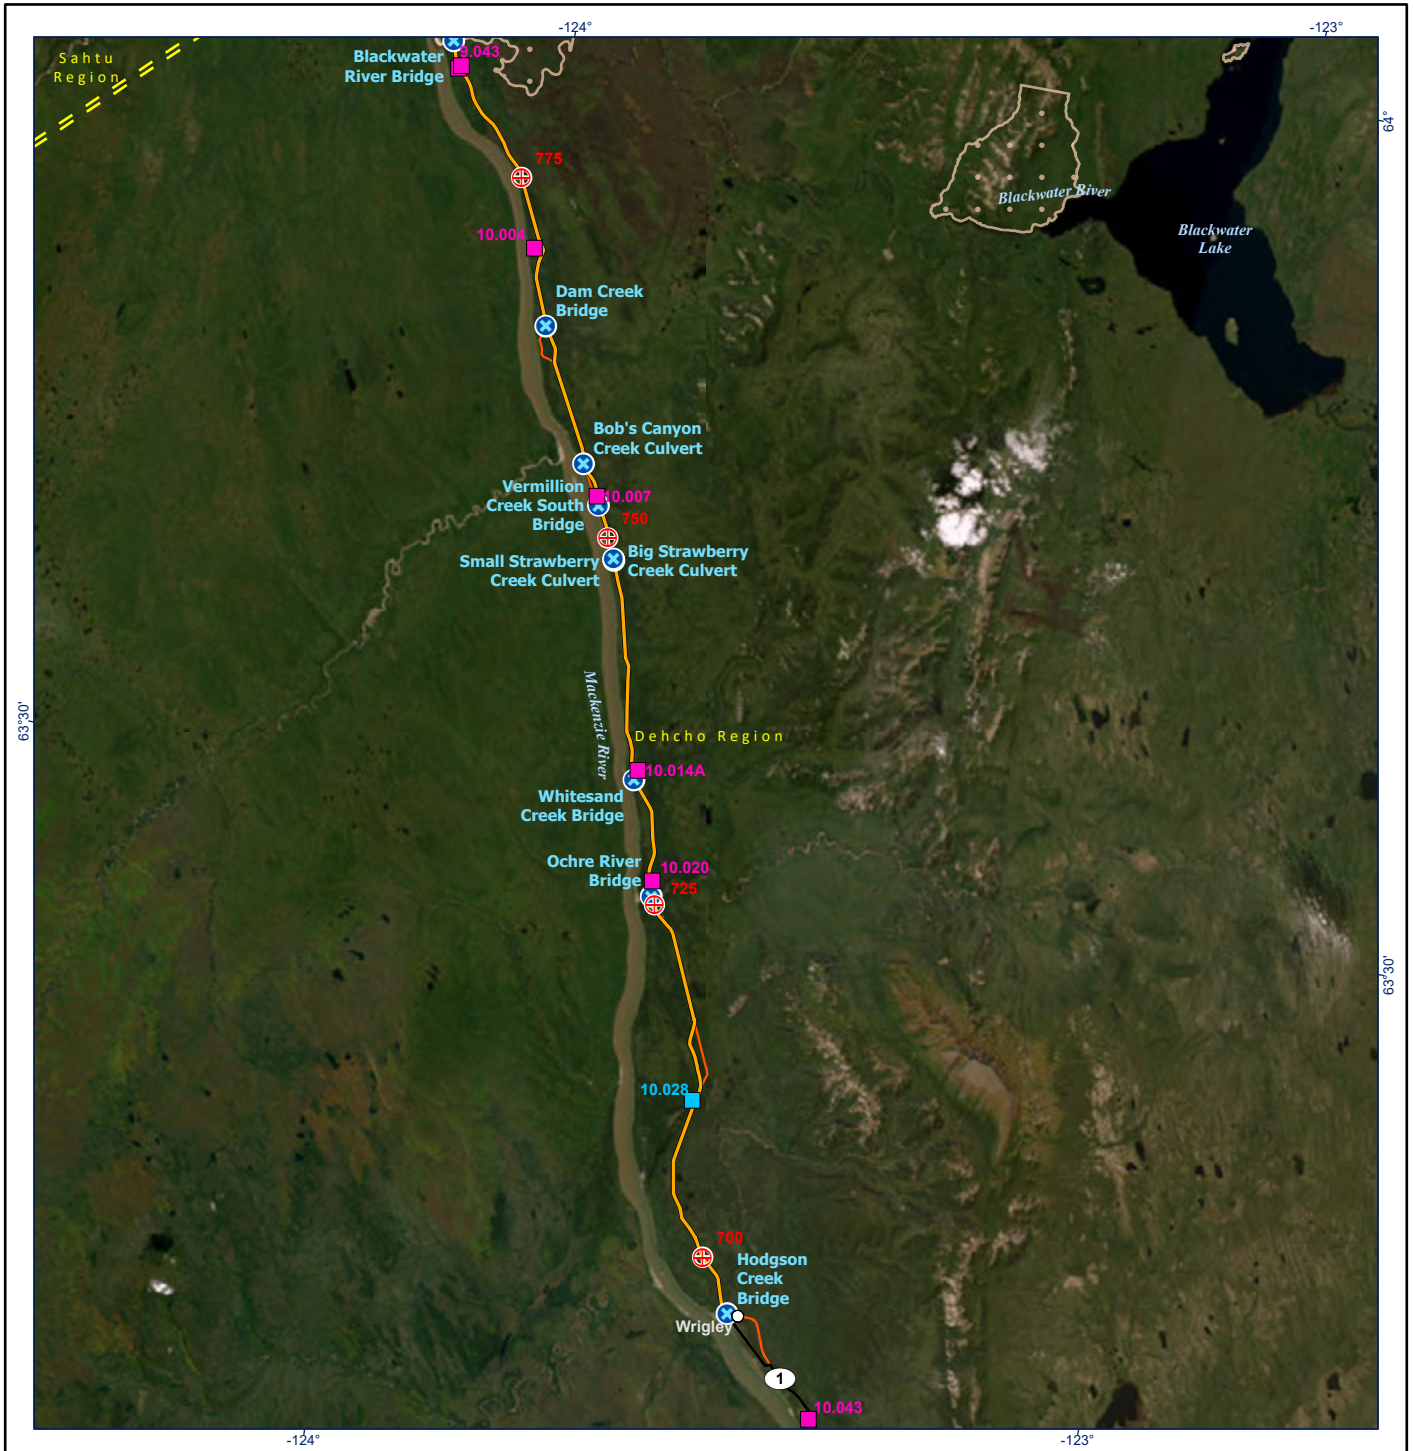 -124°
-123°
Sahtu
Region
Blackwater
River Bridge
9.043
64°
775
Blackwater River
10.004
Blackwater
Lake
Dam Creek
Bridge
Bob's Canyon
Creek Culvert
Vermillion
Creek South
Bridge
10.007
750
Small Strawberry
Creek Culvert
Big Strawberry
Creek Culvert
Mackenzie River
63°30'
Dehcho Region
10.014A
Whitesand
Creek Bridge
Ochre River
Bridge
10.020
725
63°30'
10.028
700
Hodgson
Creek
Bridge
Wrigley
1
10.043
-124°
-123°